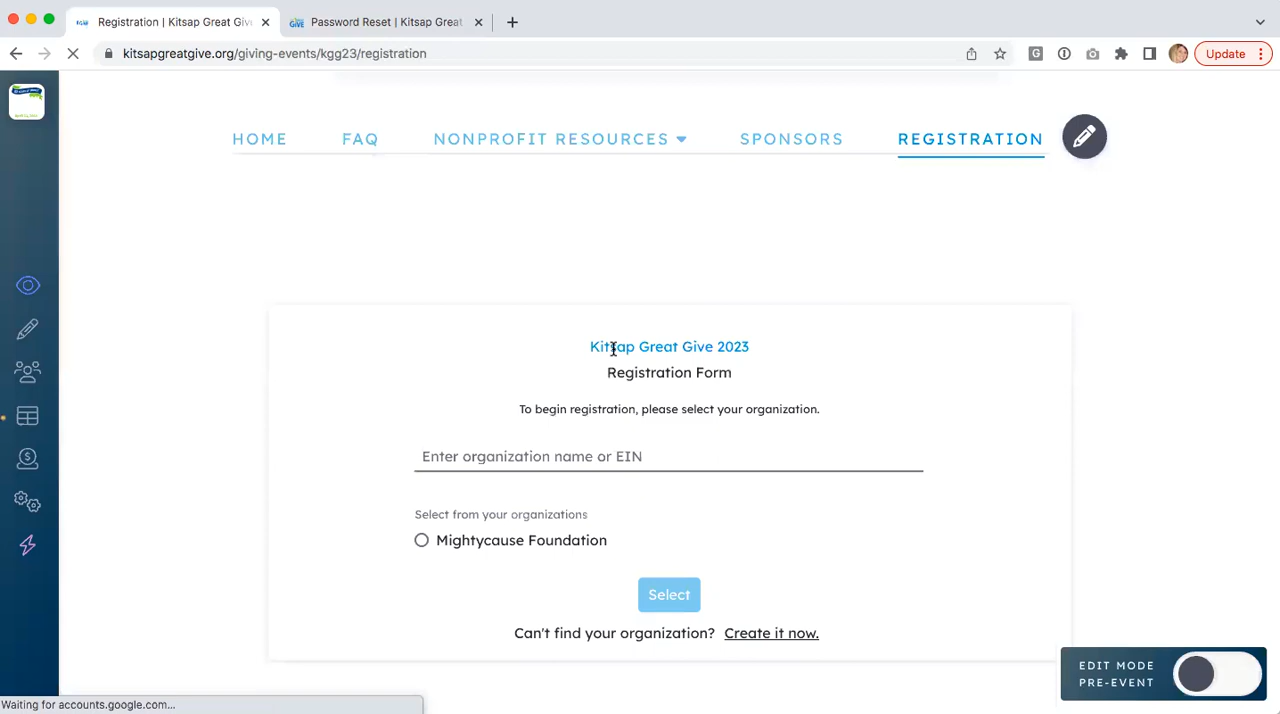 Registration | Kitsap Great Giv
Password Reset | Kitsap Great
kitsapgreatgive.org/giving-events/kgg23/registration
Update
HOME
FAQ
NONPROFIT RESOURCES
SPONSORS
REGISTRATION
Kitsap Great Give 2023
Registration Form
To begin registration, please select your organization.
Enter organization name or EIN
Select from your organizations
Mightycause Foundation
Select
Can't find your organization? Create it now.
EDIT MODE
PRE-EVENT
Waiting for accounts.google.com...